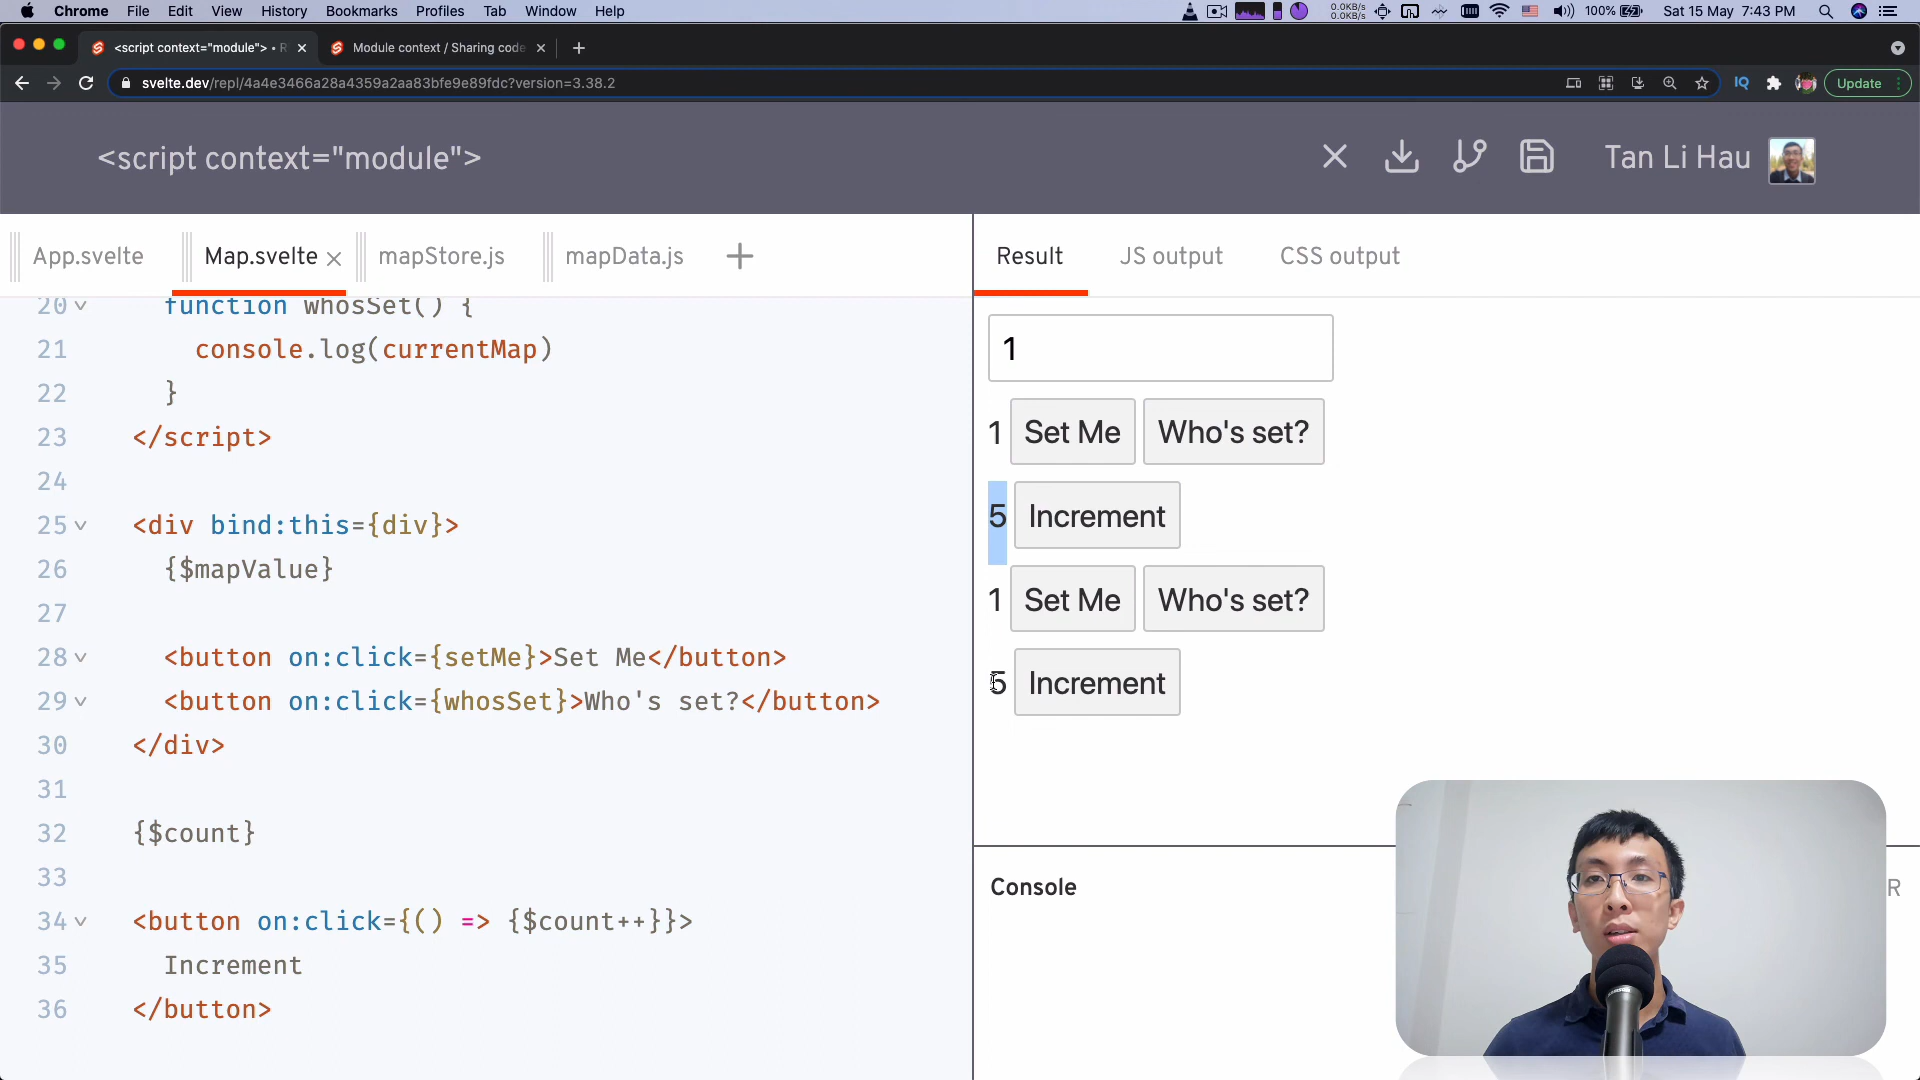 Chrome File Edit View History Bookmarks Profiles Tab Window Help 0.0KB/s 0.0KB/s 100% Sat 15 May 7:43 PM
<script context="module"> • R Module context / Sharing code
svelte.dev/repl/4a4e3466a28a4359a2aa83bfe9e89fdc?version=3.38.2 IQ Update
<script context="module"> Tan Li Hau
App.svelte Map.svelte mapStore.js mapData.js
Result JS output CSS output
20 function whosSet() {
21 console.log(currentMap)
22 }
23 </script>
24
25 <div bind:this={div}>
26 {$mapValue}
27
28 <button on:click={setMe}>Set Me</button>
29 <button on:click={whosSet}>Who's set?</button>
30 </div>
31
32 {$count}
33
34 <button on:click={() => {$count++}}>
35 Increment
36 </button>
1
1 Set Me Who's set?
5 Increment
1 Set Me Who's set?
5 Increment
Console
R